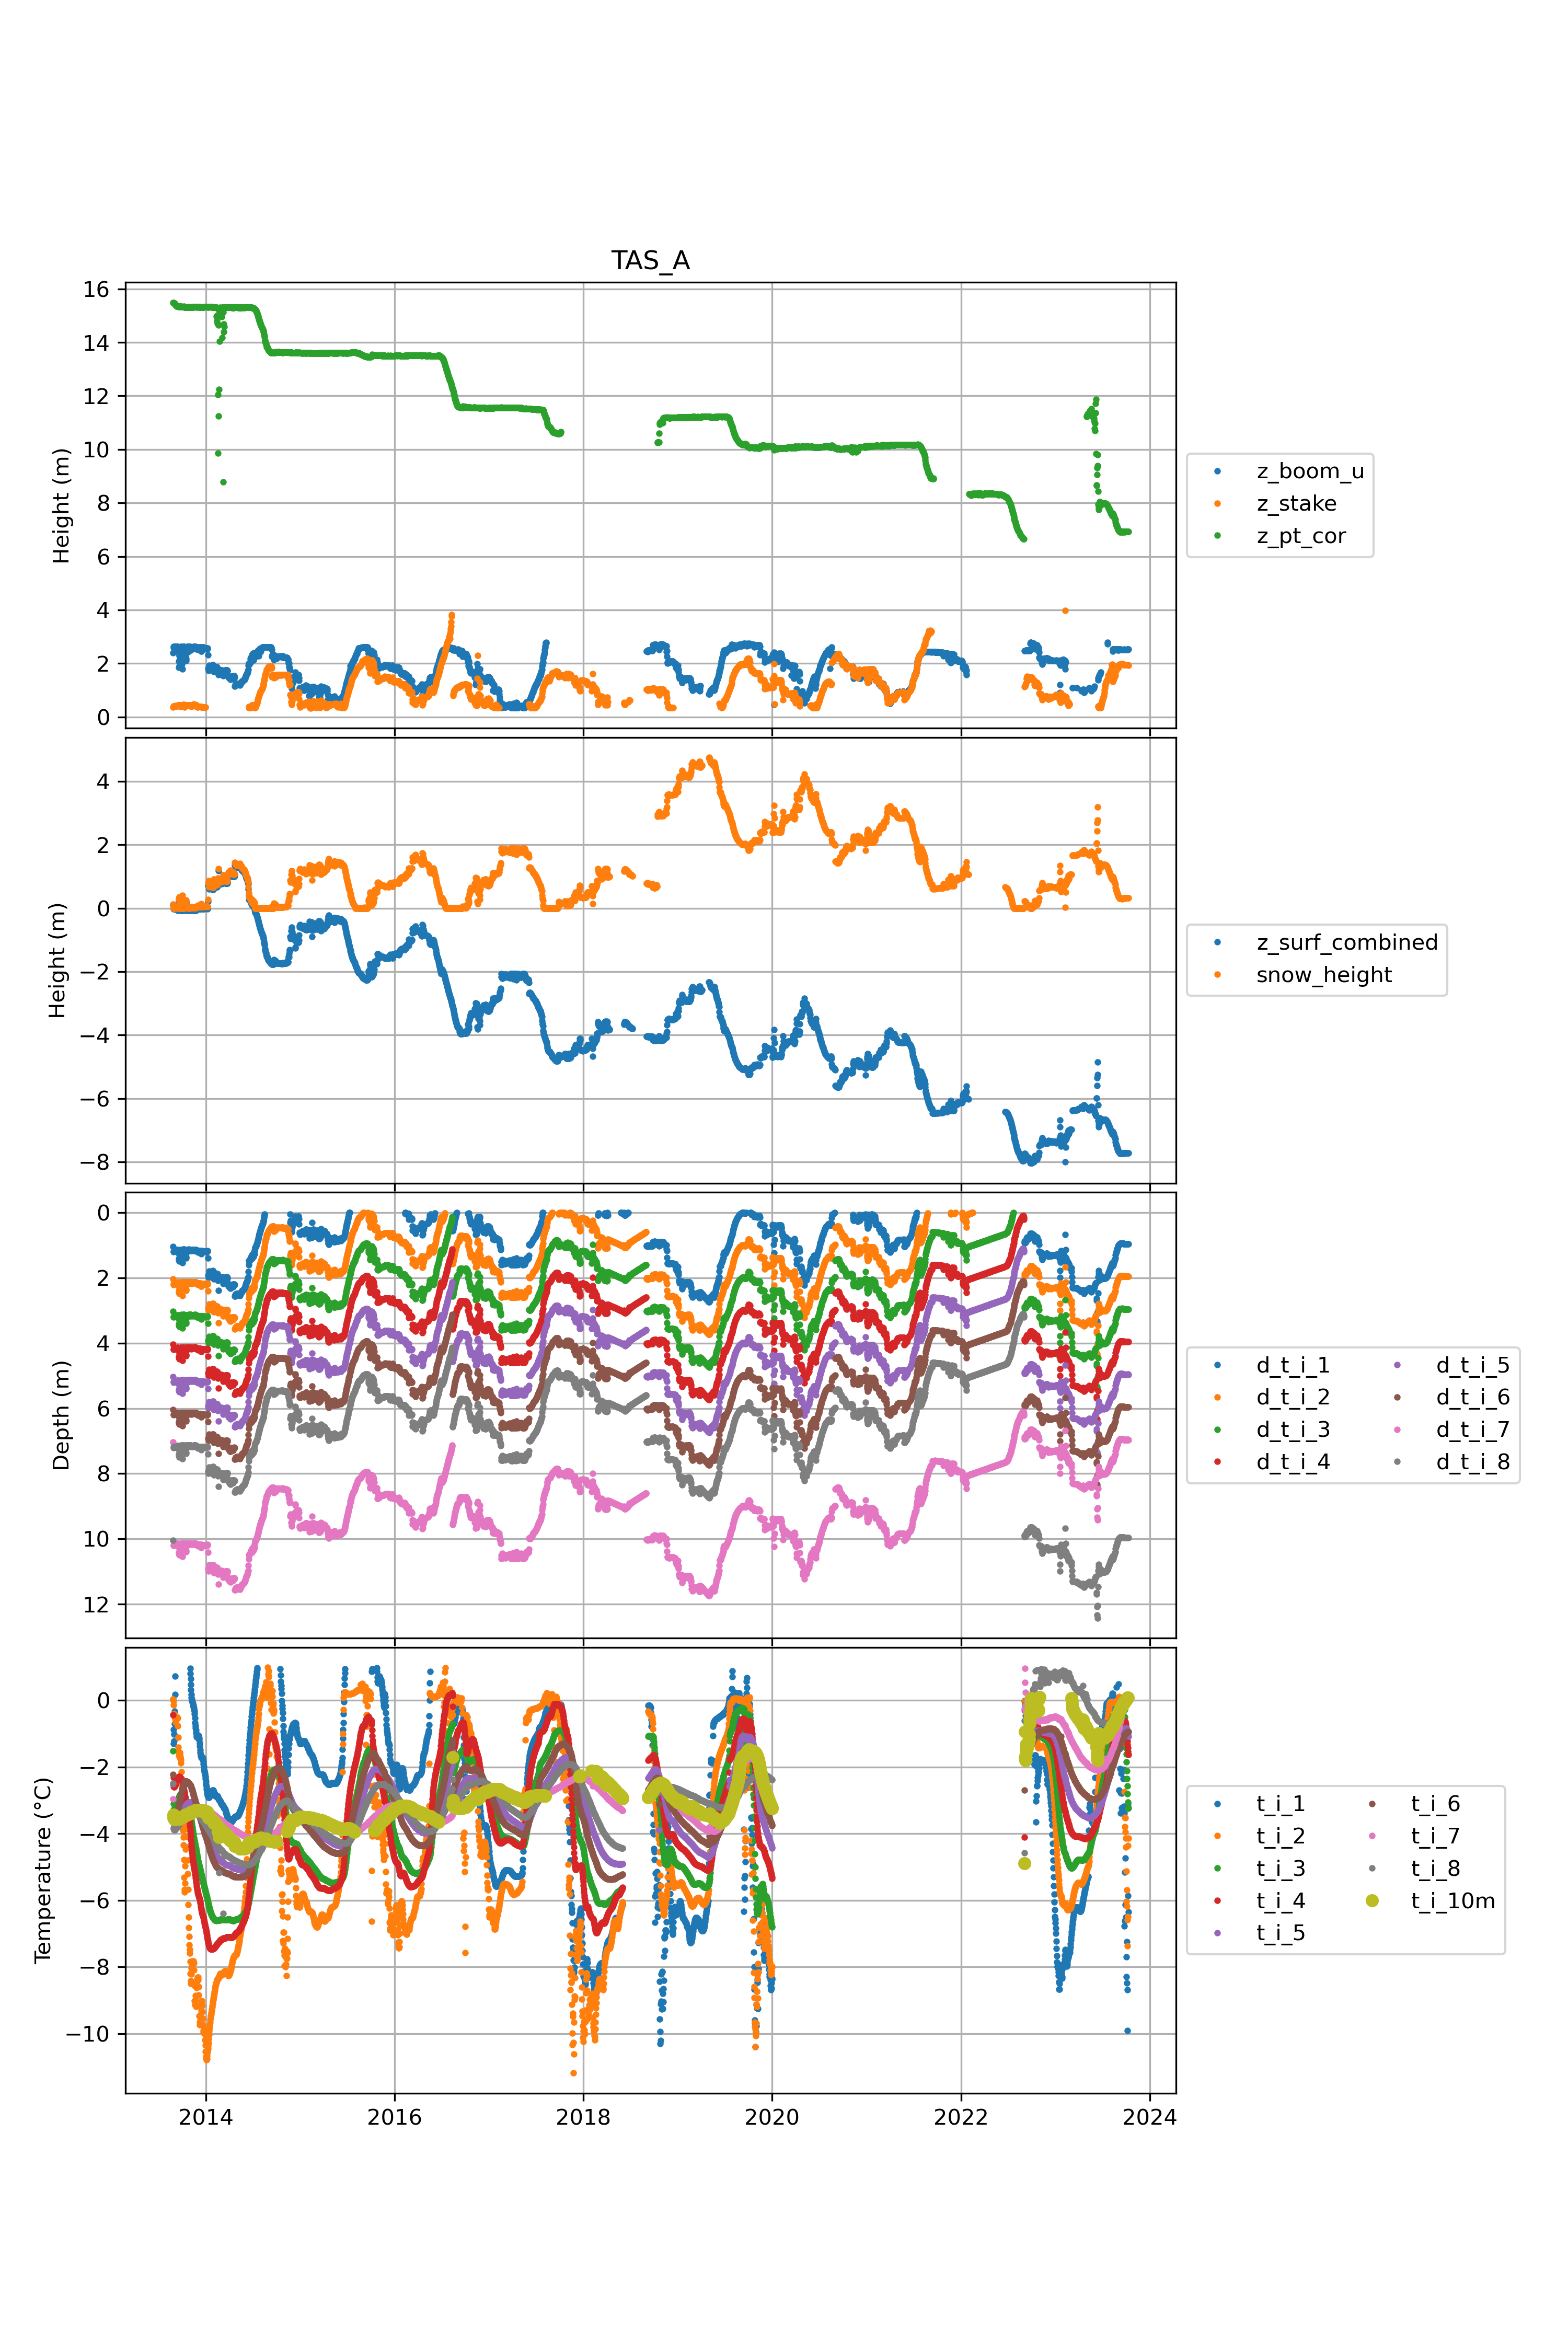 TAS_A
16
14
12
10
8
6
4
2
0
Height (m)
z_boom_u
z_stake
z_pt_cor
4
2
0
−2
−4
−6
−8
Height (m)
z_surf_combined
snow_height
0
2
4
6
8
10
12
Depth (m)
d_t_i_1
d_t_i_2
d_t_i_3
d_t_i_4
d_t_i_5
d_t_i_6
d_t_i_7
d_t_i_8
0
−2
−4
−6
−8
−10
Temperature (°C)
t_i_1
t_i_2
t_i_3
t_i_4
t_i_5
t_i_6
t_i_7
t_i_8
t_i_10m
2014 2016 2018 2020 2022 2024